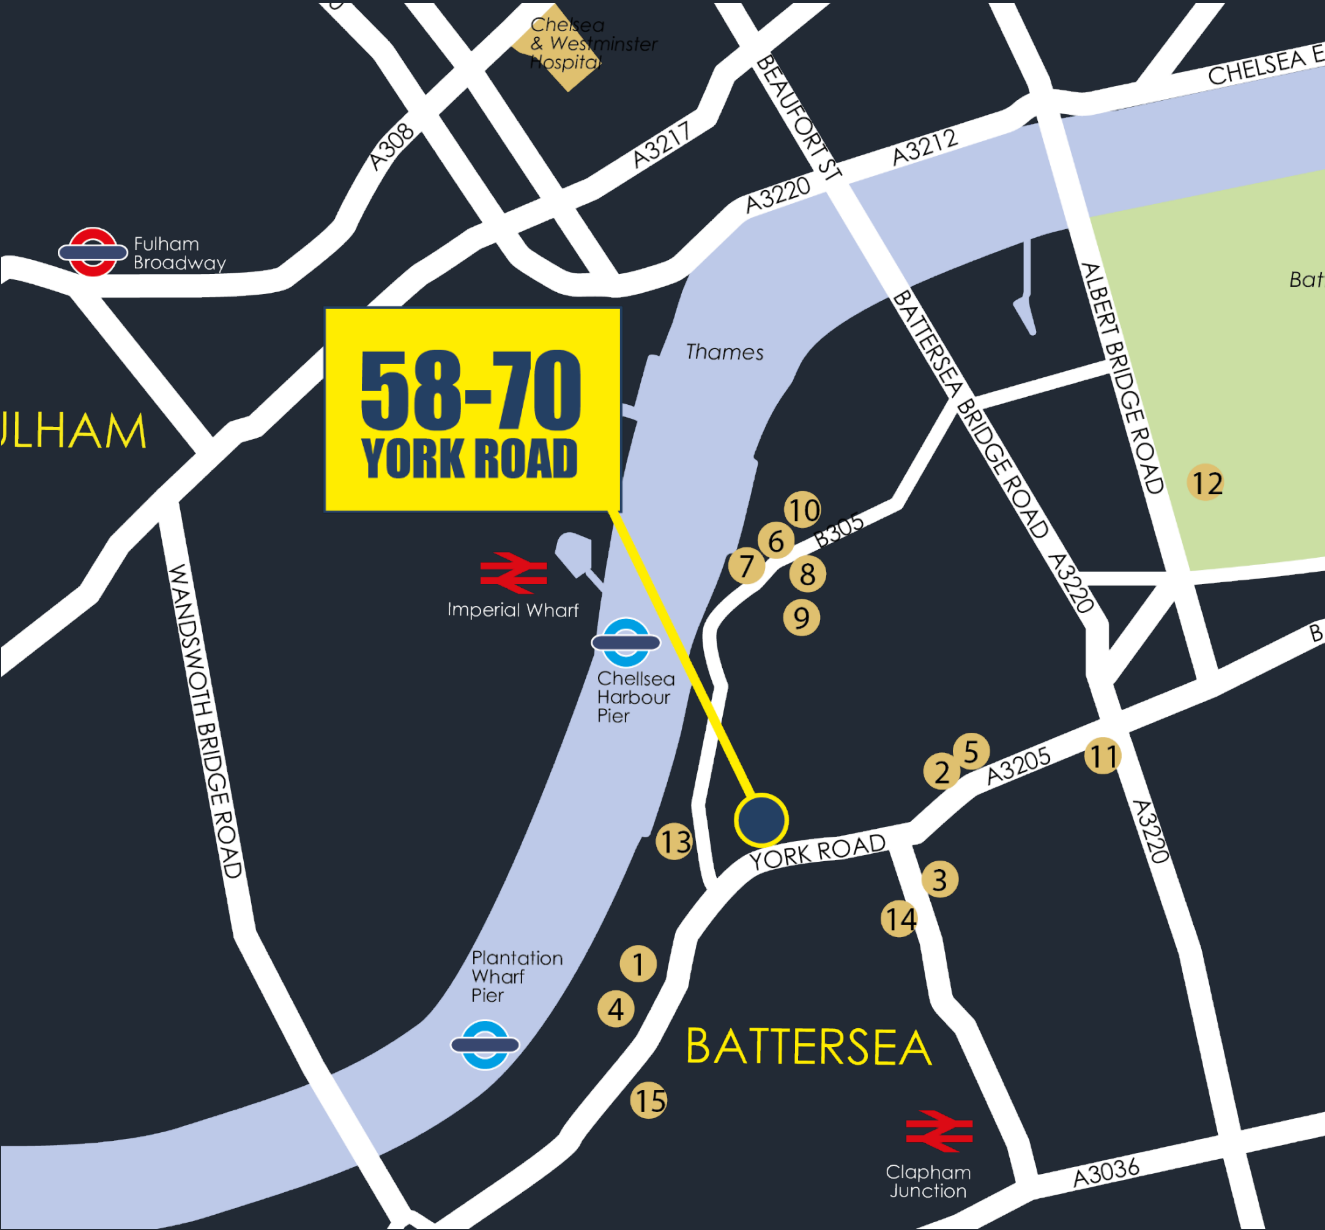 Chelsea
& Westminster
Hospital
BEAUFORT ST
CHELSEA E
A308
A3217
A3212
A3220
Fulham
Broadway
Bat
ALBERT BRIDGE ROAD
BATTERSEA BRIDGE ROAD
Thames
58-70
YORK ROAD
ULHAM
12
10
B305
6
7
8
9
A3220
Imperial Wharf
WANDSWOTH BRIDGE ROAD
B
Chellsea
Harbour
Pier
5
2
A3205
11
A3220
13
YORK ROAD
3
14
Plantation
Wharf
Pier
1
4
BATTERSEA
15
Clapham
Junction
A3036